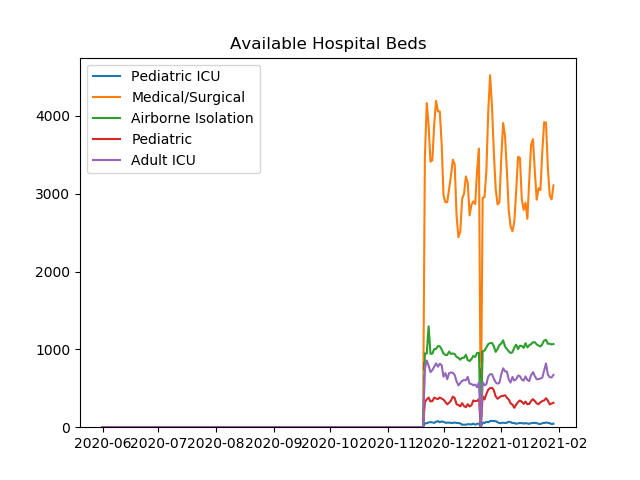 Available Hospital Beds
Pediatric ICU
Medical/Surgical
Airborne Isolation
Pediatric
Adult ICU
4000
3000
2000
1000
0
2020-06 2020-07 2020-08 2020-09 2020-10 2020-11 2020-12 2021-01 2021-02